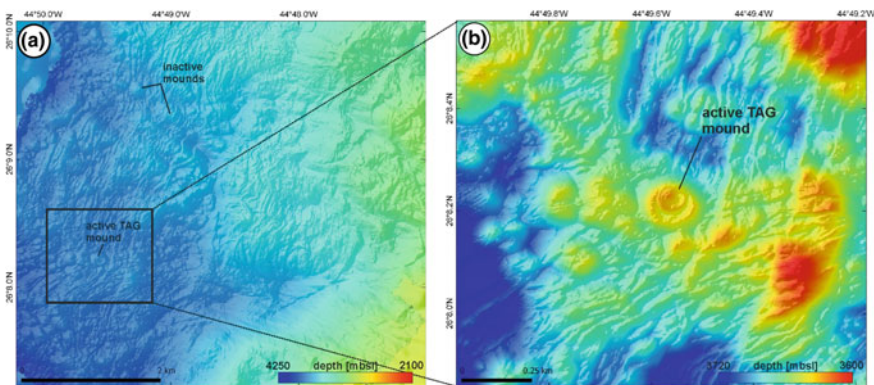 44°50.0'W
44°49.0'W
44°48.0'W
(a)
26°10.0'N
26°9.0'N
26°8.0'N
inactive
mounds
active TAG
mound
2 km
4250
depth [mbsl]
2100
44°49.8'W
44°49.6'W
44°49.4'W
44°49.2'W
(b)
26°8.4'N
26°8.2'N
26°8.0'N
active TAG
mound
0.25 km
3720
depth [mbsl]
3600